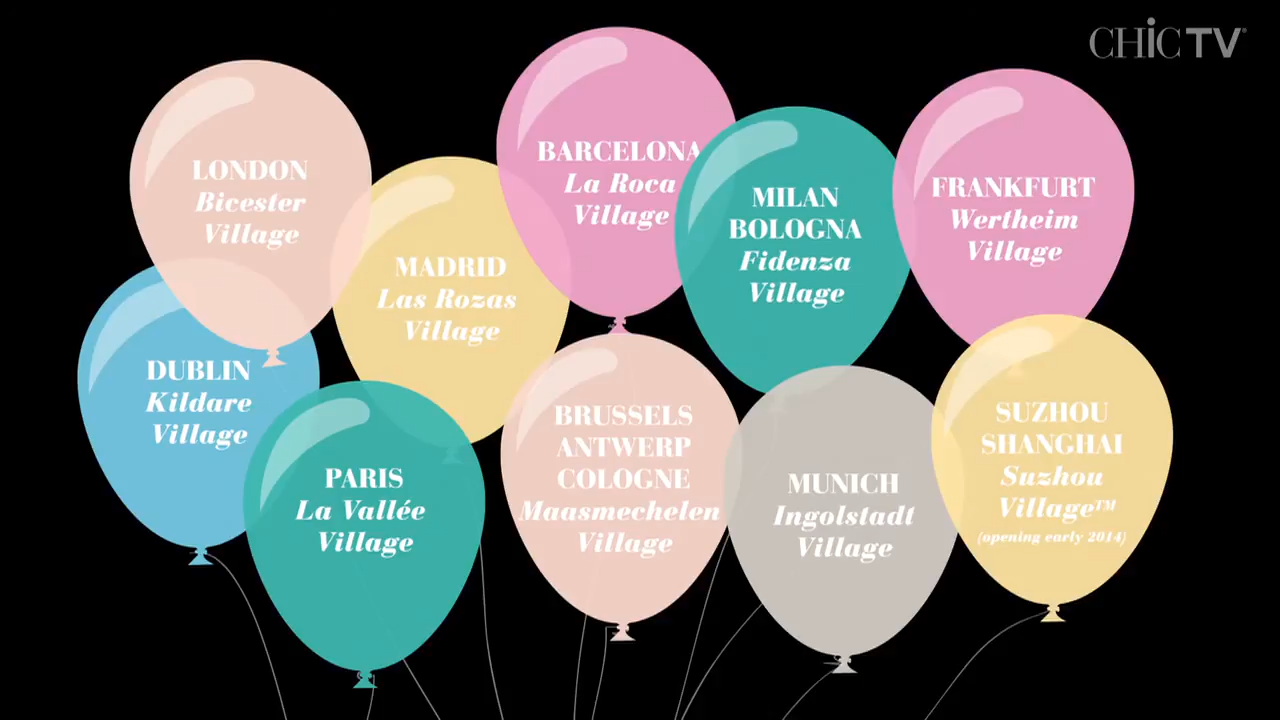 CHiC TV®
LONDON
Bicester
Village
BARCELONA
La Roca
Village
MILAN
BOLOGNA
Fidenza
Village
FRANKFURT
Wertheim
Village
MADRID
Las Rozas
Village
DUBLIN
Kildare
Village
PARIS
La Vallée
Village
BRUSSELS
ANTWERP
COLOGNE
Maasmechelen
Village
MUNICH
Ingolstadt
Village
SUZHOU
SHANGHAI
Suzhou
Village™
(opening early 2014)